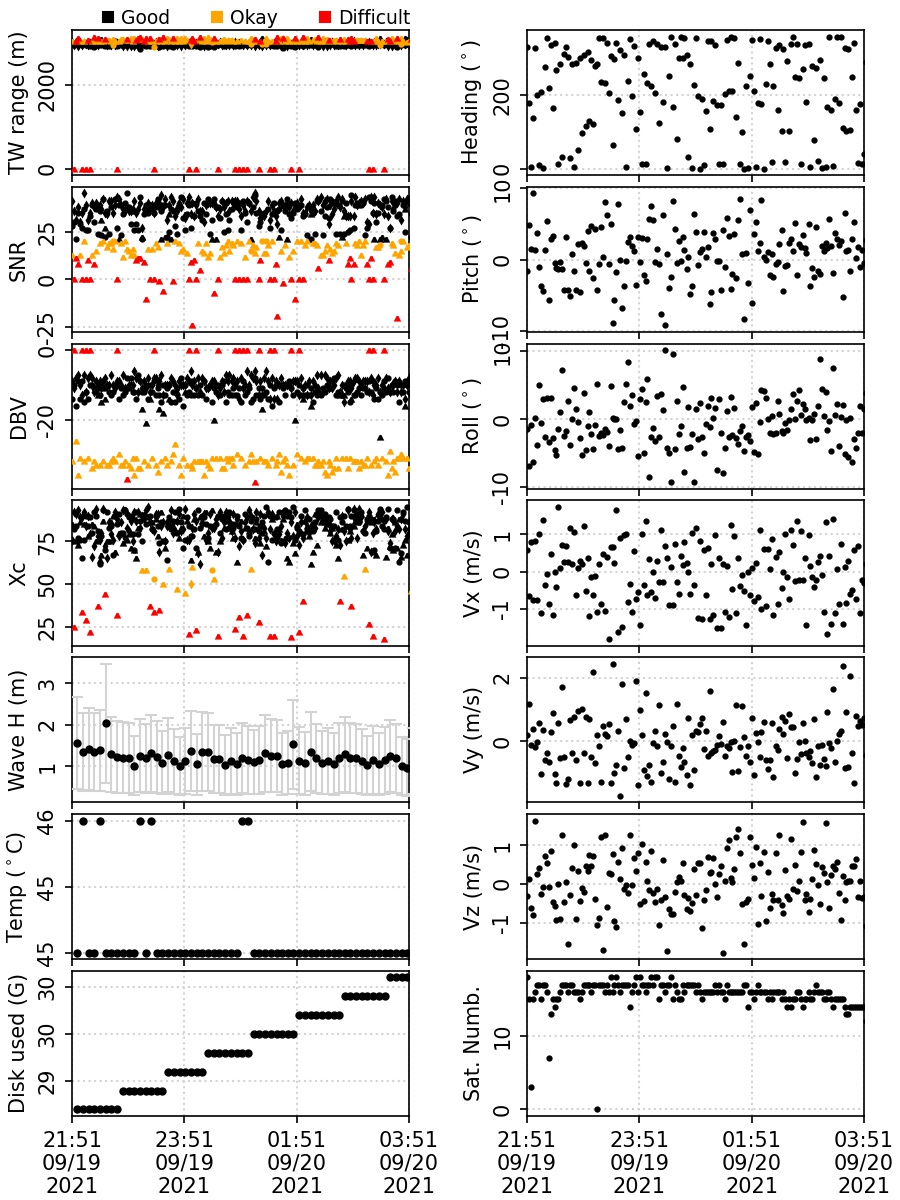 Good Okay Difficult
TW range (m)
2000
0
SNR
25
0
-25
DBV
0
-20
Xc
75
50
25
Wave H (m)
3
2
1
Temp (°C)
46
45
45
Disk used (G)
30
30
29
21:51 23:51 01:51 03:51
09/19 09/19 09/20 09/20
2021 2021 2021 2021
Heading (°)
200
0
Pitch (°)
10
0
-10
Roll (°)
10
0
-10
Vx (m/s)
1
0
-1
Vy (m/s)
2
0
Vz (m/s)
1
0
-1
Sat. Numb.
10
0
21:51 23:51 01:51 03:51
09/19 09/19 09/20 09/20
2021 2021 2021 2021